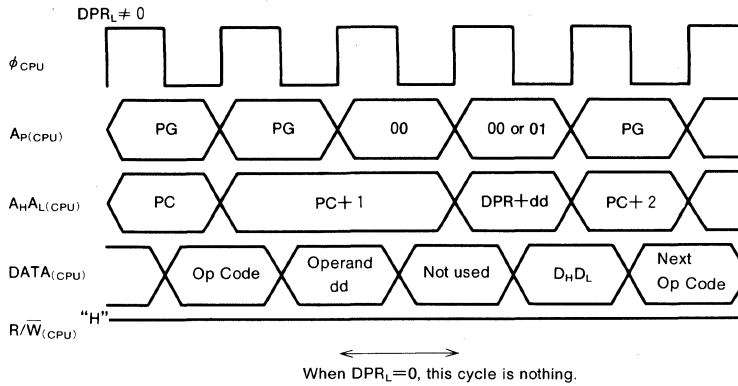 DPR_L ≠ 0
ϕ_CPU
A_P(CPU) PG PG 00 00 or 01 PG
A_HA_L(CPU) PC PC+1 DPR+dd PC+2
DATA(CPU) Op Code Operand dd Not used D_HD_L Next Op Code
R/W̅(CPU) "H"
When DPR_L=0, this cycle is nothing.